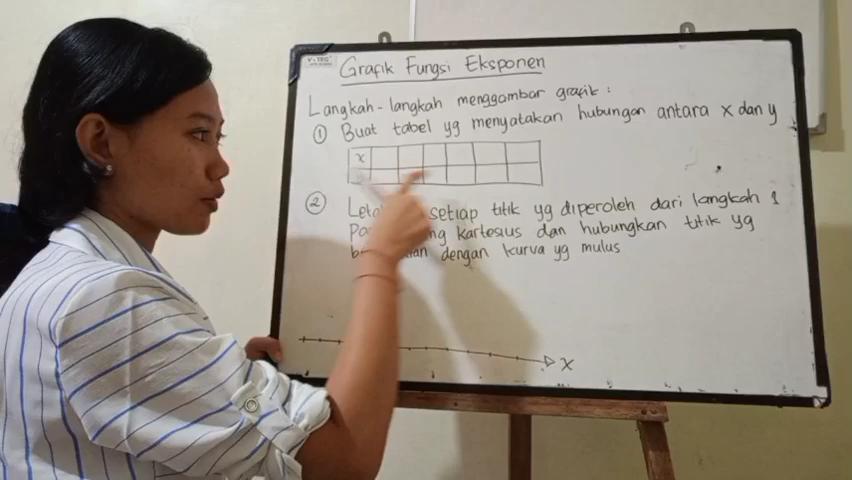 V-TEC
Grafik Fungsi Eksponen
Langkah-langkah menggambar grafik :
① Buat tabel yg menyatakan hubungan antara x dan y
x
② setiap titik yg diperoleh dari langkah 1
kartesius dan hubungkan titik yg
dengan kurva yg mulus
x